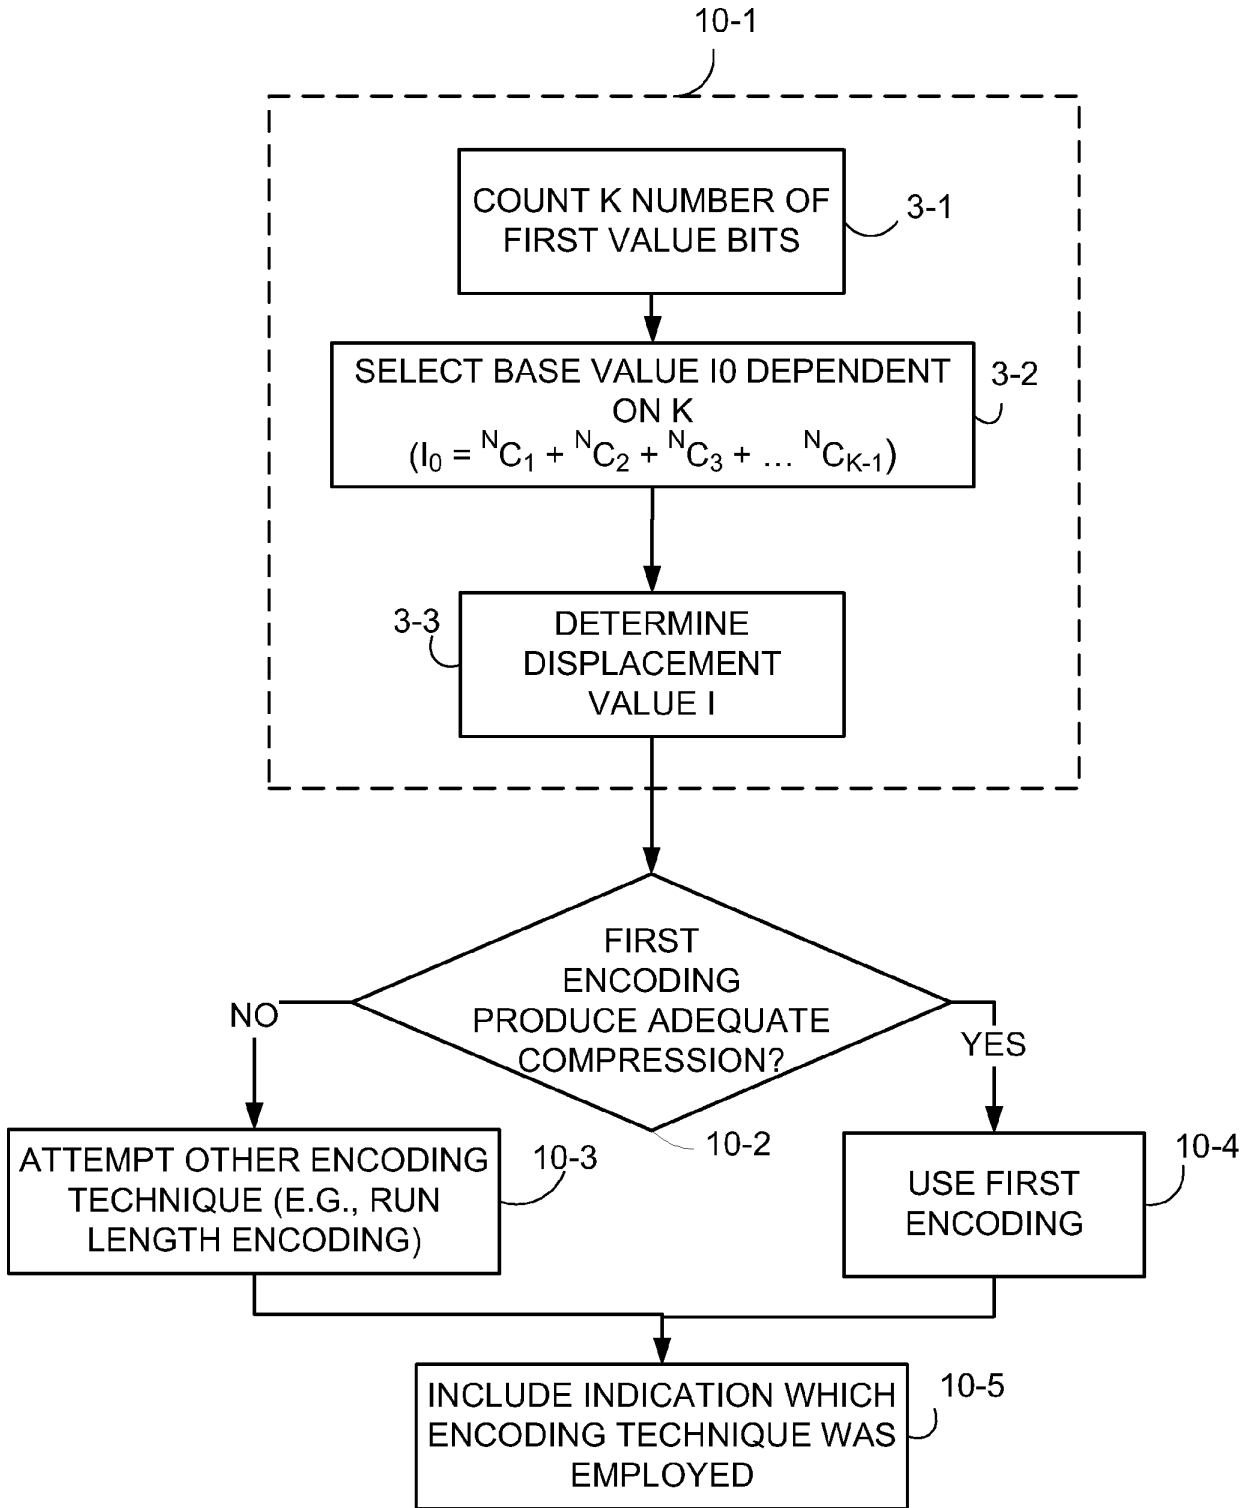 10-1
COUNT K NUMBER OF
FIRST VALUE BITS
3-1
SELECT BASE VALUE I0 DEPENDENT
ON K
(I₀ = ᴺC₁ + ᴺC₂ + ᴺC₃ + ... ᴺC_K-1)
3-2
3-3
DETERMINE
DISPLACEMENT
VALUE I
FIRST
ENCODING
PRODUCE ADEQUATE
COMPRESSION?
NO
YES
10-2
ATTEMPT OTHER ENCODING
TECHNIQUE (E.G., RUN
LENGTH ENCODING)
10-3
USE FIRST
ENCODING
10-4
INCLUDE INDICATION WHICH
ENCODING TECHNIQUE WAS
EMPLOYED
10-5